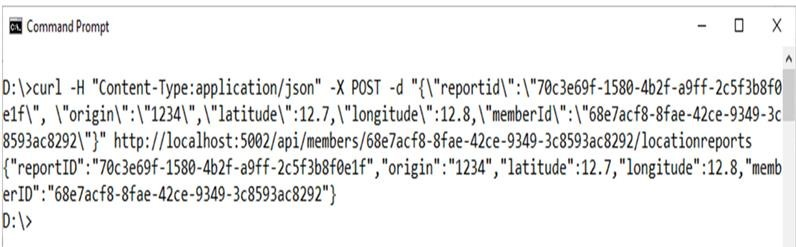 Command Prompt
D:\>curl -H "Content-Type:application/json" -X POST -d "{\"reportid\":\"70c3e69f-1580-4b2f-a9ff-2c5f3b8f0
e1f\", \"origin\":\"1234\",\"latitude\":12.7,\"longitude\":12.8,\"memberId\":\"68e7acf8-8fae-42ce-9349-3c
8593ac8292\"}" http://localhost:5002/api/members/68e7acf8-8fae-42ce-9349-3c8593ac8292/locationreports
{"reportID":"70c3e69f-1580-4b2f-a9ff-2c5f3b8f0e1f","origin":"1234","latitude":12.7,"longitude":12.8,"memb
erID":"68e7acf8-8fae-42ce-9349-3c8593ac8292"}
D:\>